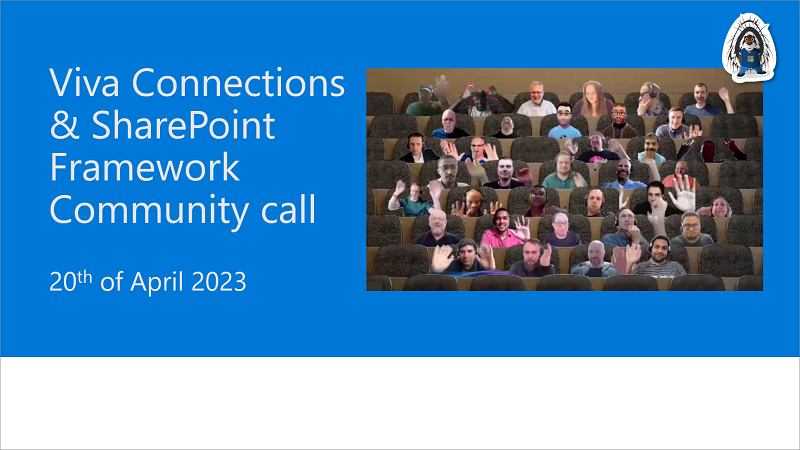 Viva Connections
& SharePoint
Framework
Community call
20th of April 2023